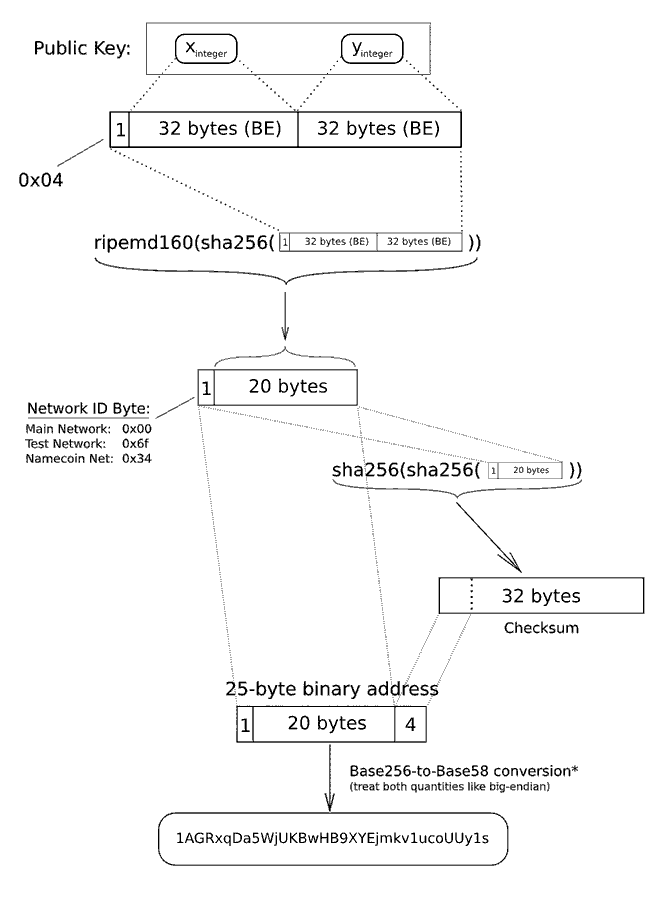 Public Key:
x integer
y integer
1
32 bytes (BE)
32 bytes (BE)
0x04
ripemd160(sha256( 1 32 bytes (BE) 32 bytes (BE) ))
1
20 bytes
Network ID Byte:
Main Network: 0x00
Test Network: 0x6f
Namecoin Net: 0x34
sha256(sha256( 1 20 bytes ))
32 bytes
Checksum
25-byte binary address
1
20 bytes
4
Base256-to-Base58 conversion*
(treat both quantities like big-endian)
1AGRxqDa5WjUKBwHB9XYEjmkv1ucoUUy1s